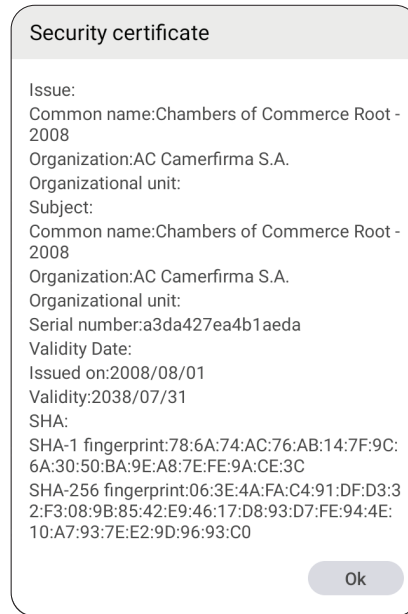 Security certificate
Issue:
Common name:Chambers of Commerce Root -
2008
Organization:AC Camerfirma S.A.
Organizational unit:
Subject:
Common name:Chambers of Commerce Root -
2008
Organization:AC Camerfirma S.A.
Organizational unit:
Serial number:a3da427ea4b1aeda
Validity Date:
Issued on:2008/08/01
Validity:2038/07/31
SHA:
SHA-1 fingerprint:78:6A:74:AC:76:AB:14:7F:9C:
6A:30:50:BA:9E:A8:7E:FE:9A:CE:3C
SHA-256 fingerprint:06:3E:4A:FA:C4:91:DF:D3:3
2:F3:08:9B:85:42:E9:46:17:D8:93:D7:FE:94:4E:
10:A7:93:7E:E2:9D:96:93:C0
Ok